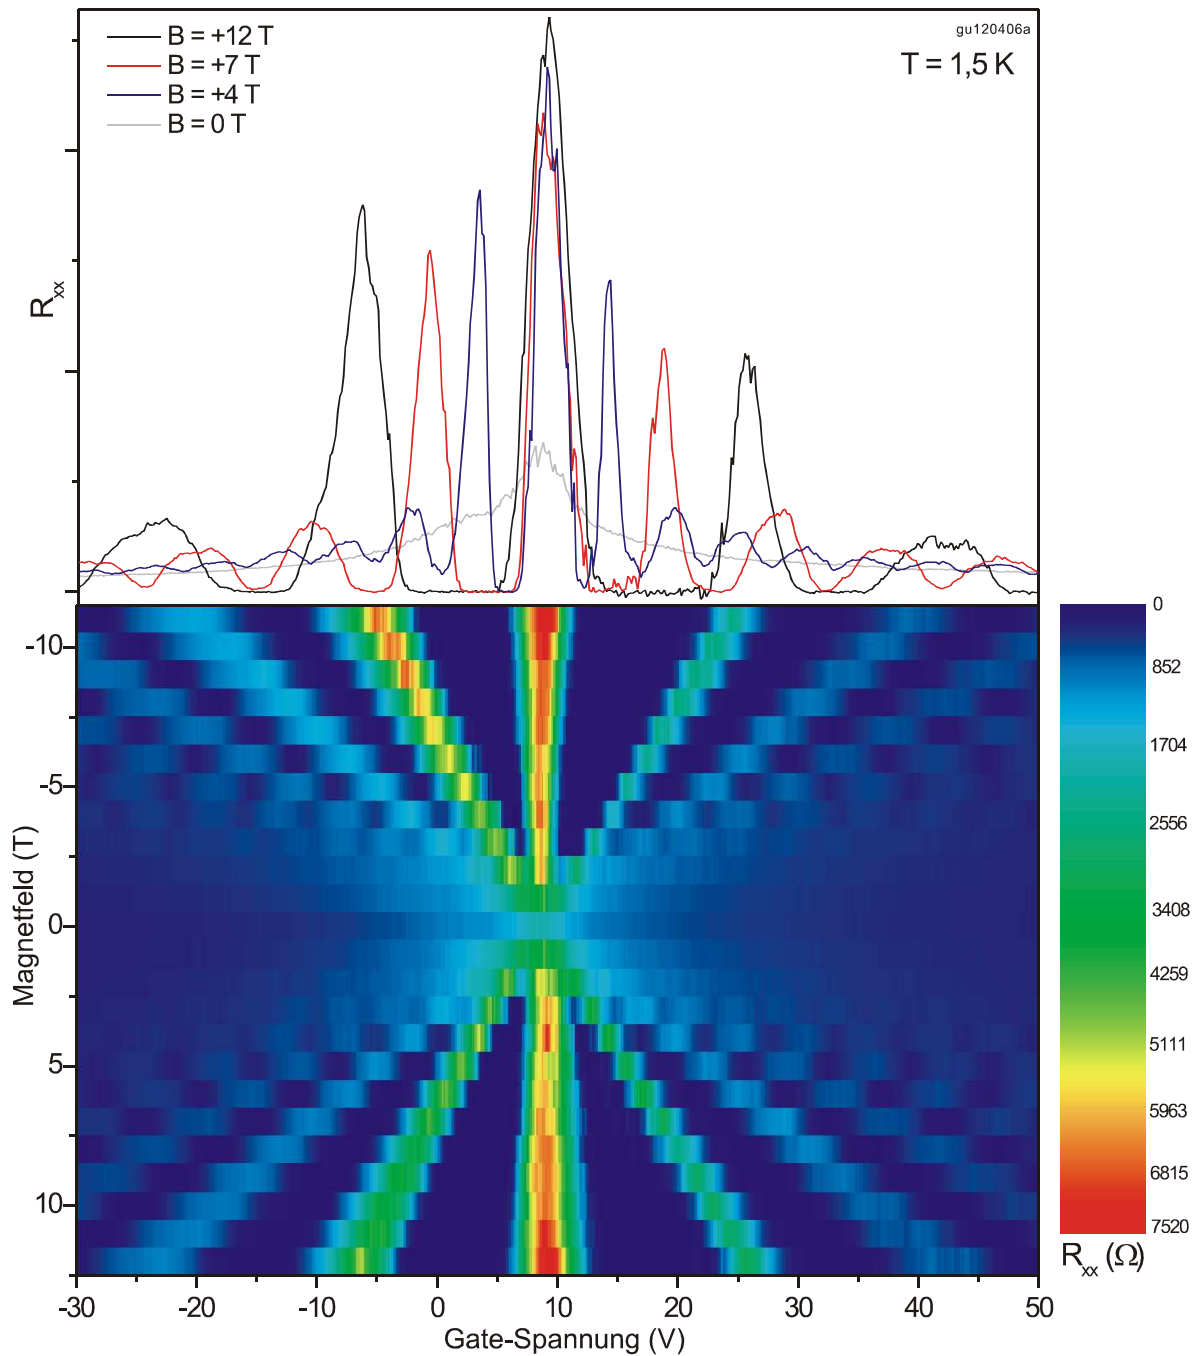 B = +12 T
B = +7 T
B = +4 T
B = 0 T
gu120406a
T = 1,5 K
Rxx
-10
-5
0
5
10
Magnetfeld (T)
-30 -20 -10 0 10 20 30 40 50
Gate-Spannung (V)
0
852
1704
2556
3408
4259
5111
5963
6815
7520
Rxx (Ω)